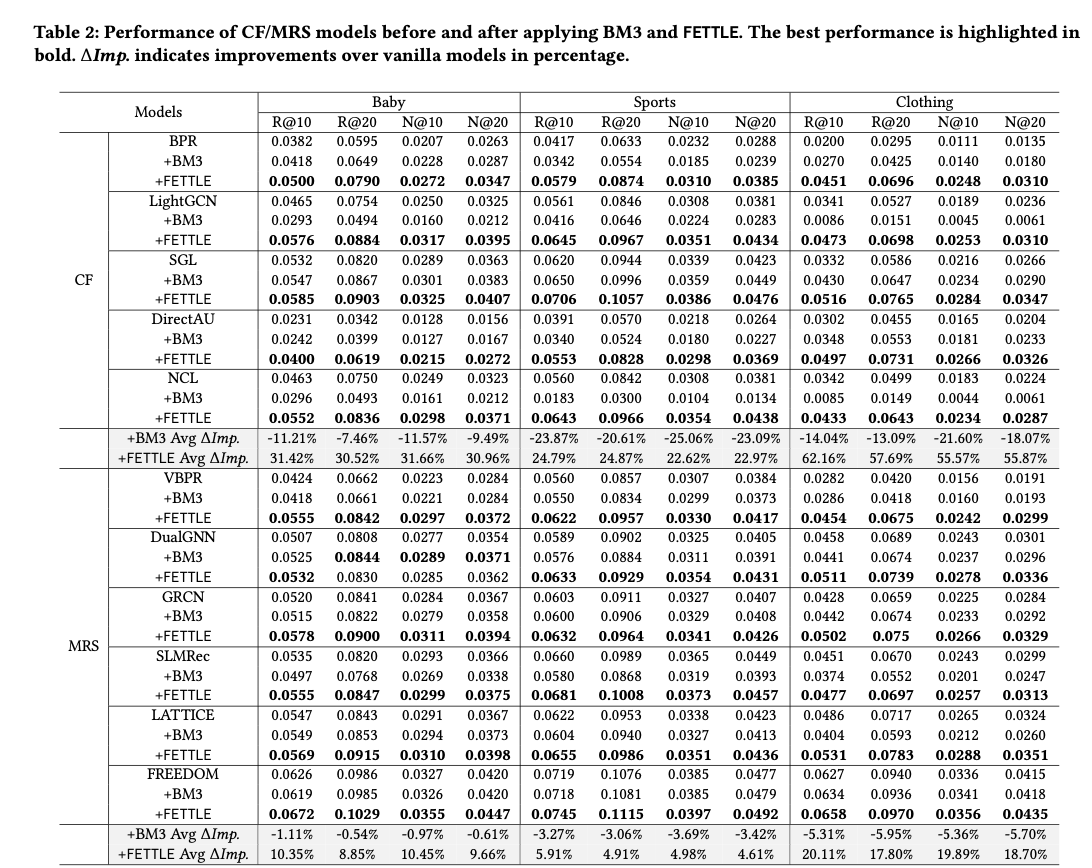 Table 2: Performance of CF/MRS models before and after applying BM3 and FETTLE. The best performance is highlighted in
bold. ΔImp. indicates improvements over vanilla models in percentage.
Models Baby Sports Clothing
R@10 R@20 N@10 N@20 R@10 R@20 N@10 N@20 R@10 R@20 N@10 N@20
CF
BPR 0.0382 0.0595 0.0207 0.0263 0.0417 0.0633 0.0232 0.0288 0.0200 0.0295 0.0111 0.0135
+BM3 0.0418 0.0649 0.0228 0.0287 0.0342 0.0554 0.0185 0.0239 0.0270 0.0425 0.0140 0.0180
+FETTLE 0.0500 0.0790 0.0272 0.0347 0.0579 0.0874 0.0310 0.0385 0.0451 0.0696 0.0248 0.0310
LightGCN 0.0465 0.0754 0.0250 0.0325 0.0561 0.0846 0.0308 0.0381 0.0341 0.0527 0.0189 0.0236
+BM3 0.0293 0.0494 0.0160 0.0212 0.0416 0.0646 0.0224 0.0283 0.0086 0.0151 0.0045 0.0061
+FETTLE 0.0576 0.0884 0.0317 0.0395 0.0645 0.0967 0.0351 0.0434 0.0473 0.0698 0.0253 0.0310
SGL 0.0532 0.0820 0.0289 0.0363 0.0620 0.0944 0.0339 0.0423 0.0332 0.0586 0.0216 0.0266
+BM3 0.0547 0.0867 0.0301 0.0383 0.0650 0.0996 0.0359 0.0449 0.0430 0.0647 0.0234 0.0290
+FETTLE 0.0585 0.0903 0.0325 0.0407 0.0706 0.1057 0.0386 0.0476 0.0516 0.0765 0.0284 0.0347
DirectAU 0.0231 0.0342 0.0128 0.0156 0.0391 0.0570 0.0218 0.0264 0.0302 0.0455 0.0165 0.0204
+BM3 0.0242 0.0399 0.0127 0.0167 0.0340 0.0524 0.0180 0.0227 0.0348 0.0553 0.0181 0.0233
+FETTLE 0.0400 0.0619 0.0215 0.0272 0.0553 0.0828 0.0298 0.0369 0.0497 0.0731 0.0266 0.0326
NCL 0.0463 0.0750 0.0249 0.0323 0.0560 0.0842 0.0308 0.0381 0.0342 0.0499 0.0183 0.0224
+BM3 0.0296 0.0493 0.0161 0.0212 0.0183 0.0300 0.0104 0.0134 0.0085 0.0149 0.0044 0.0061
+FETTLE 0.0552 0.0836 0.0298 0.0371 0.0643 0.0966 0.0354 0.0438 0.0433 0.0643 0.0234 0.0287
+BM3 Avg ΔImp. -11.21% -7.46% -11.57% -9.49% -23.87% -20.61% -25.06% -23.09% -14.04% -13.09% -21.60% -18.07%
+FETTLE Avg ΔImp. 31.42% 30.52% 31.66% 30.96% 24.79% 24.87% 22.62% 22.97% 62.16% 57.69% 55.57% 55.87%
MRS
VBPR 0.0424 0.0662 0.0223 0.0284 0.0560 0.0857 0.0307 0.0384 0.0282 0.0420 0.0156 0.0191
+BM3 0.0418 0.0661 0.0221 0.0284 0.0550 0.0834 0.0299 0.0373 0.0286 0.0418 0.0160 0.0193
+FETTLE 0.0555 0.0842 0.0297 0.0372 0.0622 0.0957 0.0330 0.0417 0.0454 0.0675 0.0242 0.0299
DualGNN 0.0507 0.0808 0.0277 0.0354 0.0589 0.0902 0.0325 0.0405 0.0458 0.0689 0.0243 0.0301
+BM3 0.0525 0.0844 0.0289 0.0371 0.0576 0.0884 0.0311 0.0391 0.0441 0.0674 0.0237 0.0296
+FETTLE 0.0532 0.0830 0.0285 0.0362 0.0633 0.0929 0.0354 0.0431 0.0511 0.0739 0.0278 0.0336
GRCN 0.0520 0.0841 0.0284 0.0367 0.0603 0.0911 0.0327 0.0407 0.0428 0.0659 0.0225 0.0284
+BM3 0.0515 0.0822 0.0279 0.0358 0.0600 0.0906 0.0329 0.0408 0.0442 0.0674 0.0233 0.0292
+FETTLE 0.0578 0.0900 0.0311 0.0394 0.0632 0.0964 0.0341 0.0426 0.0502 0.075 0.0266 0.0329
SLMRec 0.0535 0.0820 0.0293 0.0366 0.0660 0.0989 0.0365 0.0449 0.0451 0.0670 0.0243 0.0299
+BM3 0.0497 0.0768 0.0269 0.0338 0.0580 0.0868 0.0319 0.0393 0.0374 0.0552 0.0201 0.0247
+FETTLE 0.0555 0.0847 0.0299 0.0375 0.0681 0.1008 0.0373 0.0457 0.0477 0.0697 0.0257 0.0313
LATTICE 0.0547 0.0843 0.0291 0.0367 0.0622 0.0953 0.0338 0.0423 0.0486 0.0717 0.0265 0.0324
+BM3 0.0549 0.0853 0.0294 0.0373 0.0604 0.0940 0.0327 0.0413 0.0404 0.0593 0.0212 0.0260
+FETTLE 0.0569 0.0915 0.0310 0.0398 0.0655 0.0986 0.0351 0.0436 0.0531 0.0783 0.0288 0.0351
FREEDOM 0.0626 0.0986 0.0327 0.0420 0.0719 0.1076 0.0385 0.0477 0.0627 0.0940 0.0336 0.0415
+BM3 0.0619 0.0985 0.0326 0.0420 0.0718 0.1081 0.0385 0.0479 0.0634 0.0936 0.0341 0.0418
+FETTLE 0.0672 0.1029 0.0355 0.0447 0.0745 0.1115 0.0397 0.0492 0.0658 0.0970 0.0356 0.0435
+BM3 Avg ΔImp. -1.11% -0.54% -0.97% -0.61% -3.27% -3.06% -3.69% -3.42% -5.31% -5.95% -5.36% -5.70%
+FETTLE Avg ΔImp. 10.35% 8.85% 10.45% 9.66% 5.91% 4.91% 4.98% 4.61% 20.11% 17.80% 19.89% 18.70%